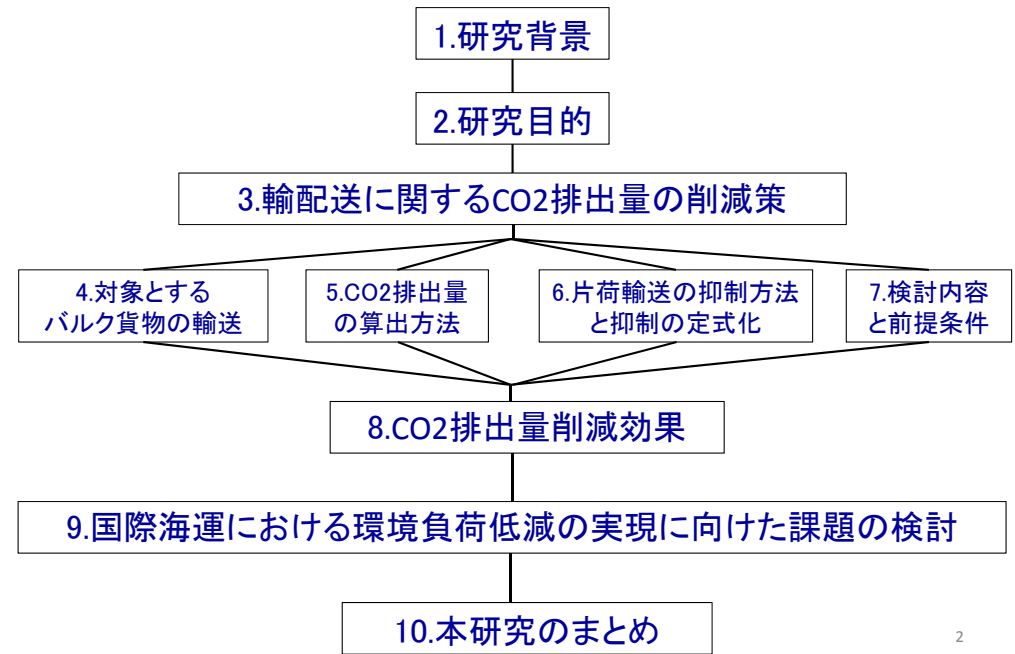 1.研究背景
2.研究目的
3.輸配送に関するCO2排出量の削減策
4.対象とする
バルク貨物の輸送
5.CO2排出量
の算出方法
6.片荷輸送の抑制方法
と抑制の定式化
7.検討内容
と前提条件
8.CO2排出量削減効果
9.国際海運における環境負荷低減の実現に向けた課題の検討
10.本研究のまとめ
2